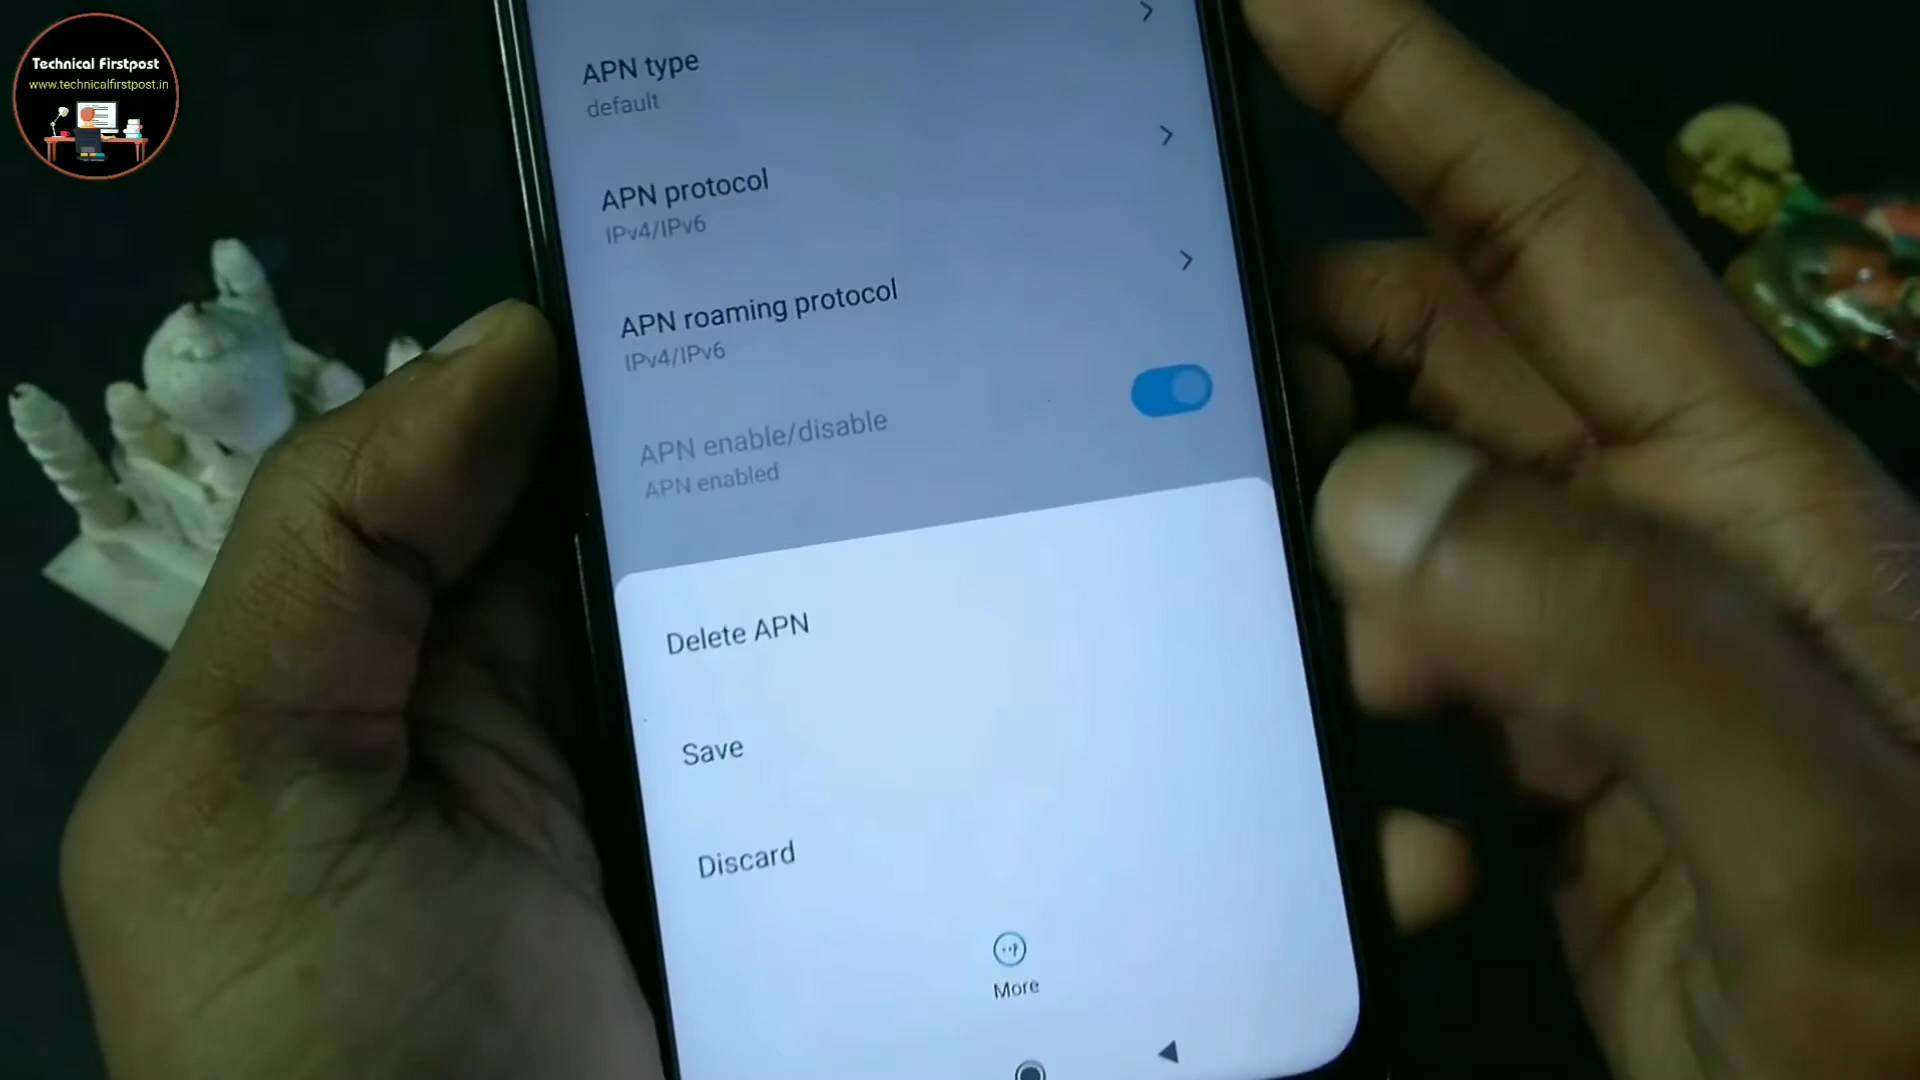 Technical Firstpost
www.technicalfirstpost.in
APN type
default
APN protocol
IPv4/IPv6
APN roaming protocol
IPv4/IPv6
APN enable/disable
APN enabled
Delete APN
Save
Discard
More